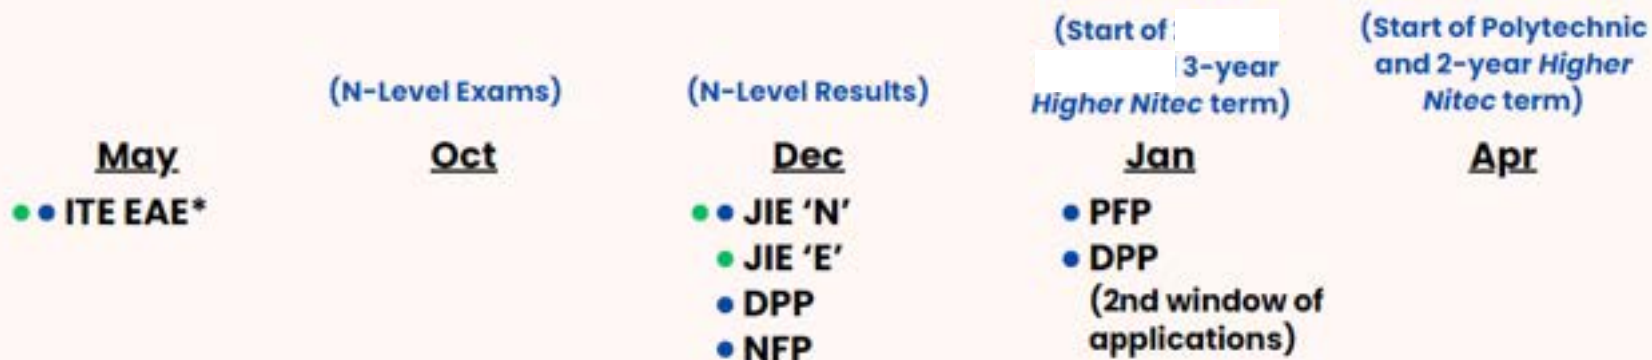 (Start of
3-year
Higher Nitec term)
(Start of Polytechnic
and 2-year Higher
Nitec term)
(N-Level Exams)
(N-Level Results)
May
Oct
Dec
Jan
Apr
ITE EAE*
JIE ‘N’
JIE ‘E’
DPP
NFP
PFP
DPP
(2nd window of
applications)